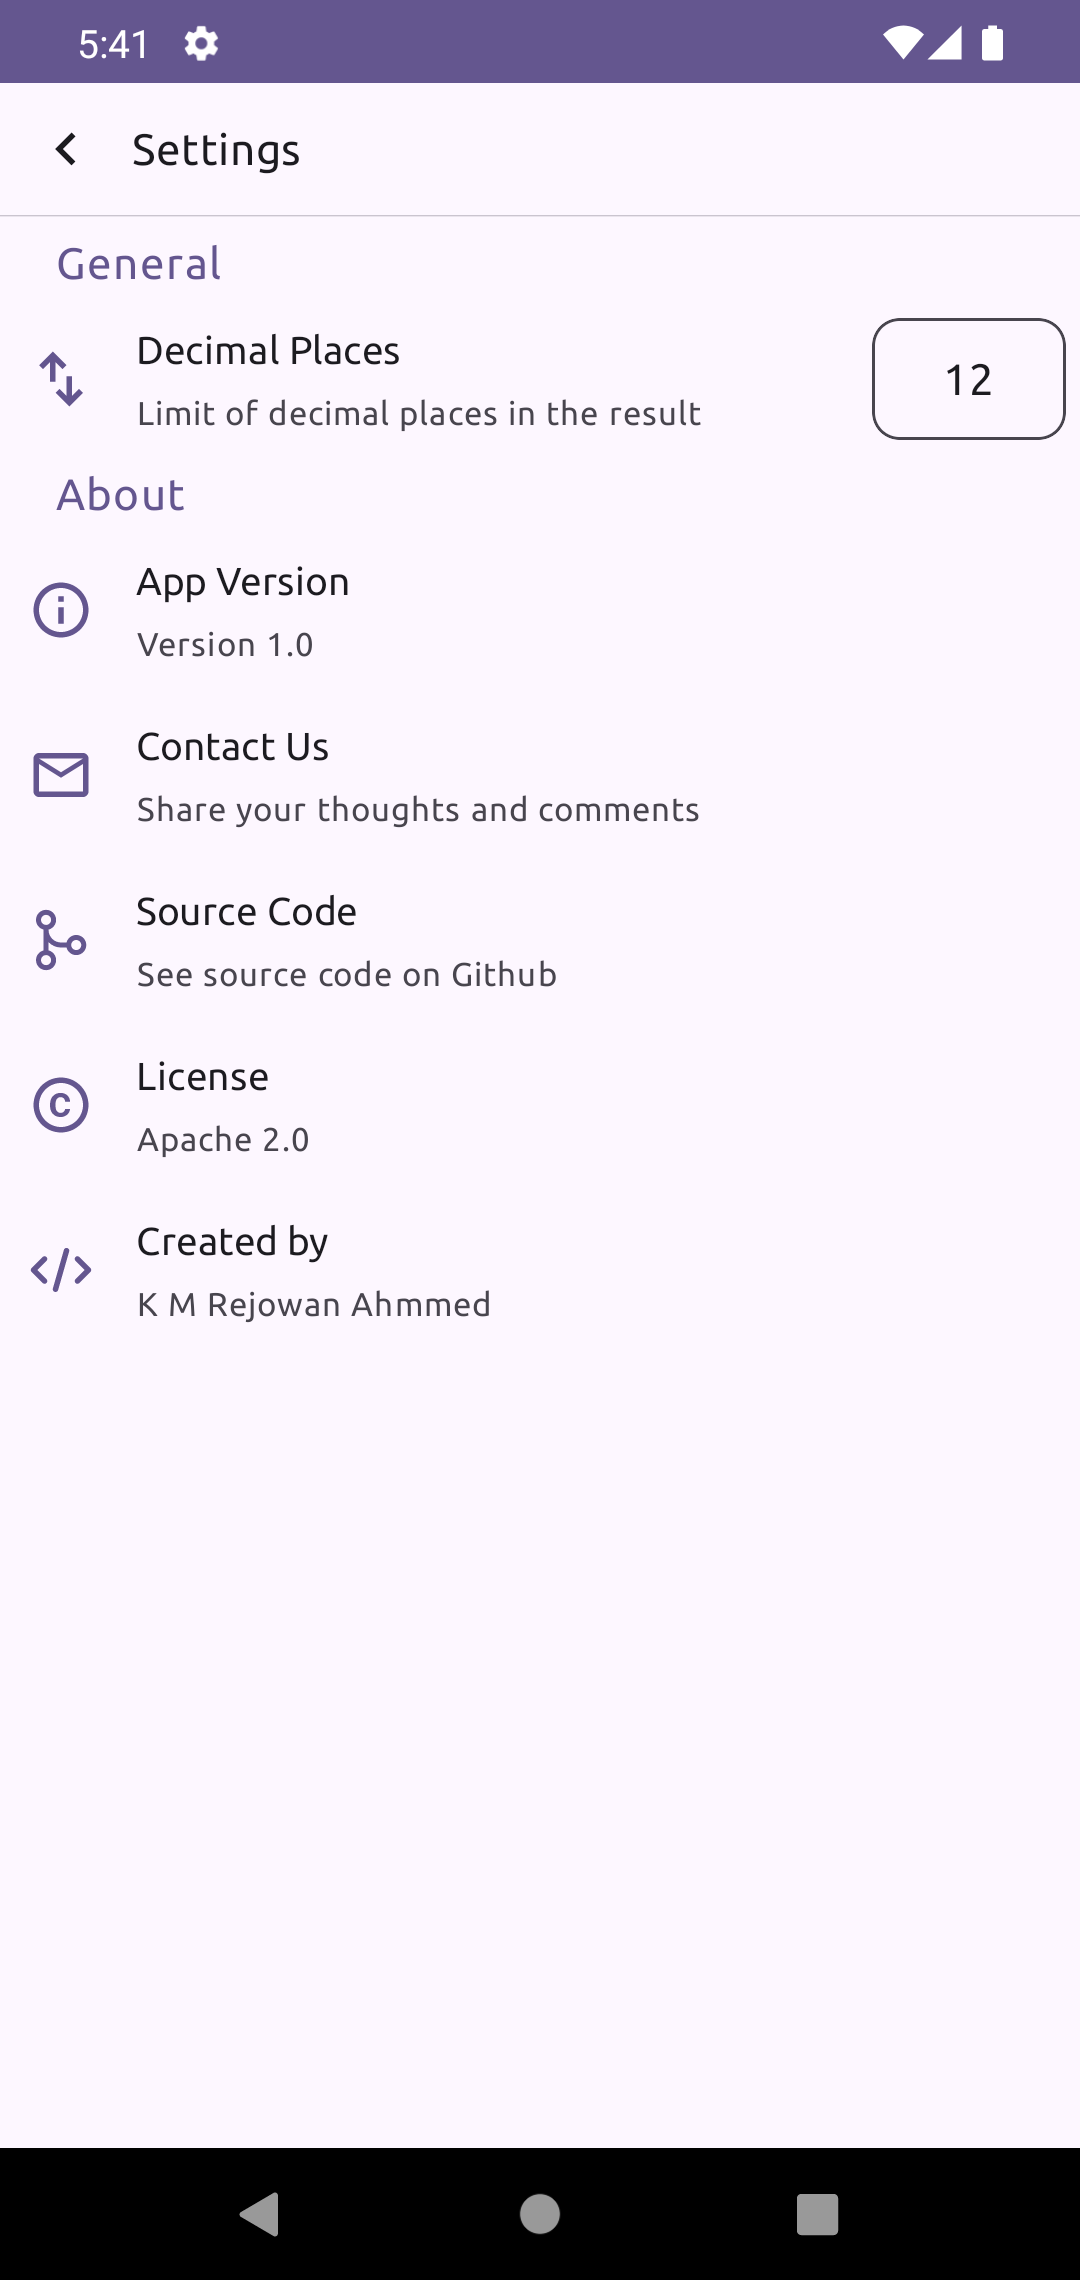 5:41
Settings
General
Decimal Places
Limit of decimal places in the result
12
About
App Version
Version 1.0
Contact Us
Share your thoughts and comments
Source Code
See source code on Github
License
Apache 2.0
Created by
K M Rejowan Ahmmed